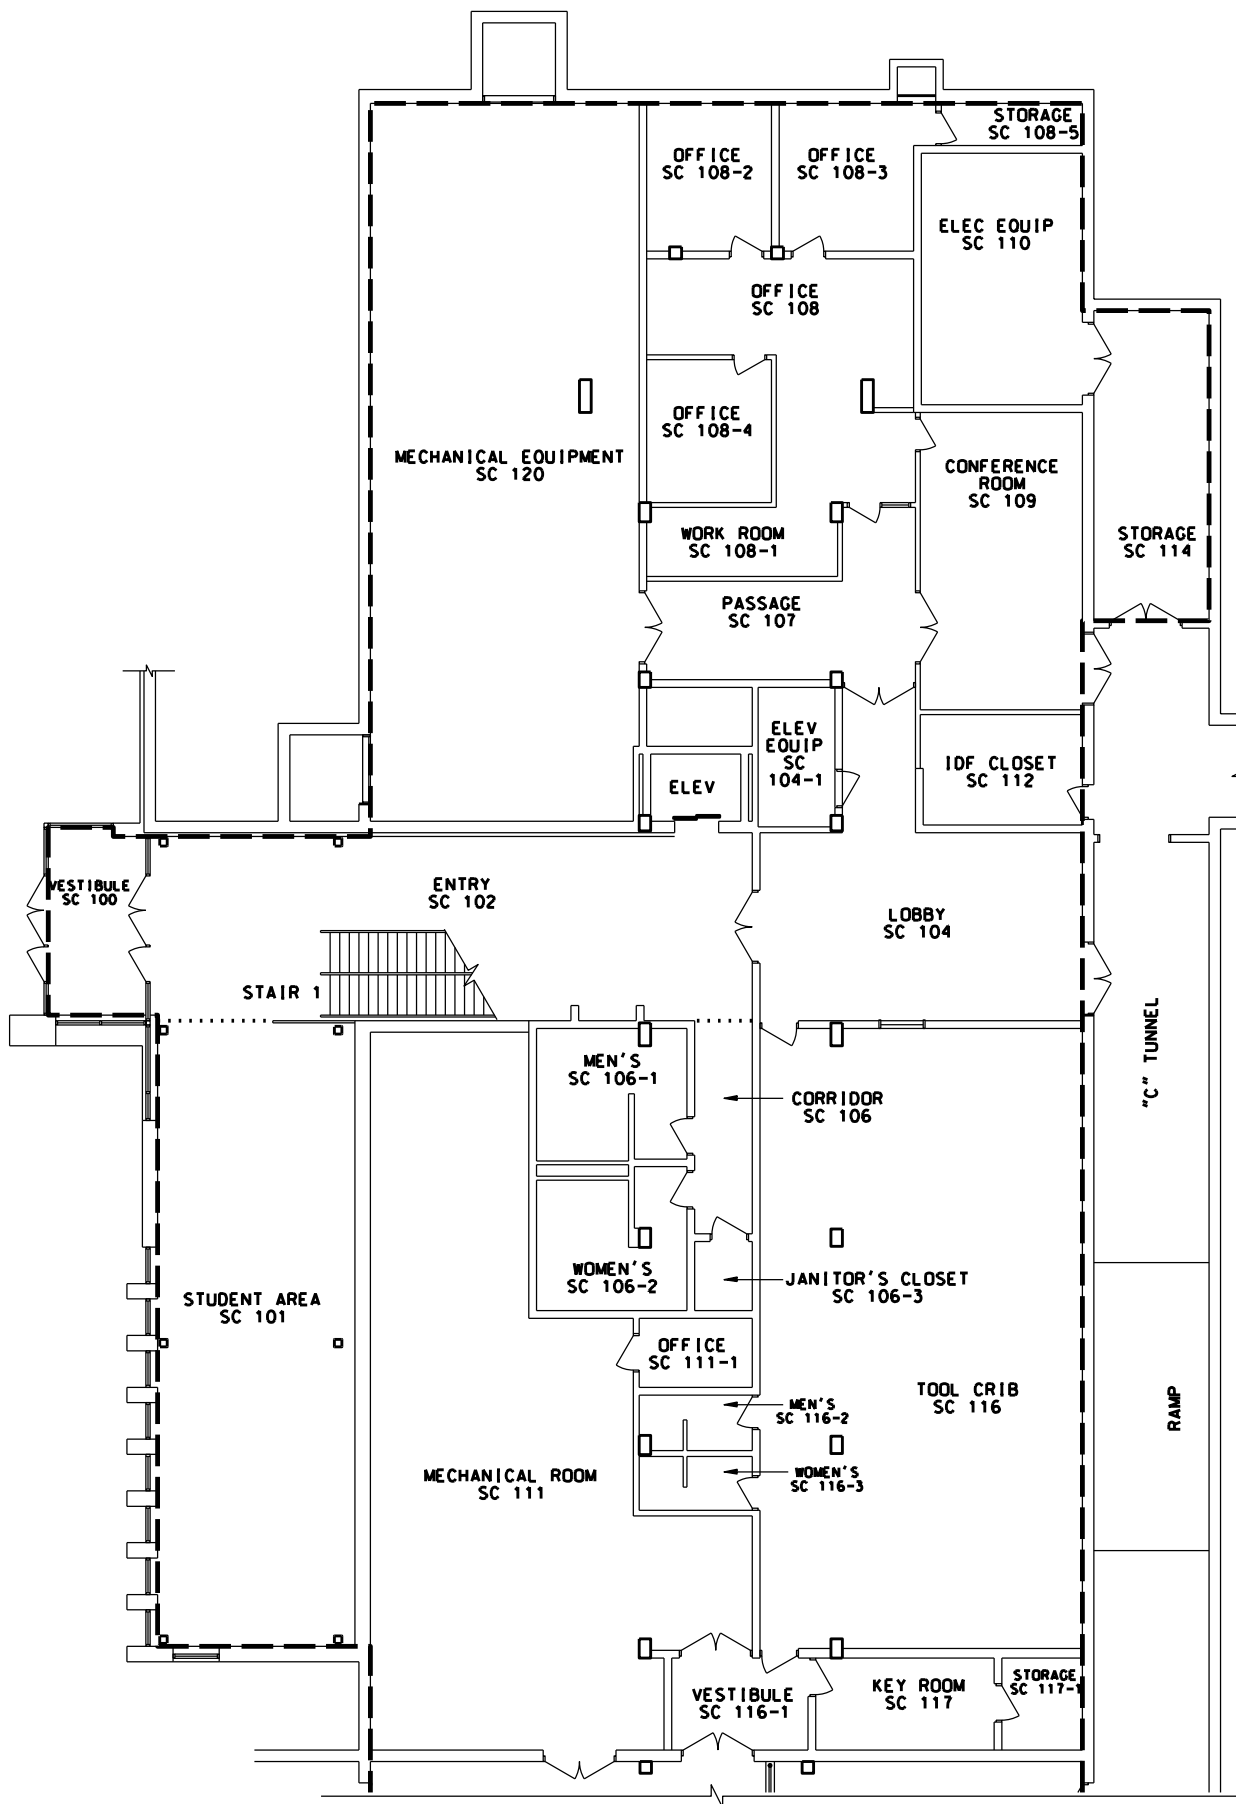 STORAGE
SC 108-5
OFFICE
SC 108-2
OFFICE
SC 108-3
ELEC EQUIP
SC 110
OFFICE
SC 108
OFFICE
SC 108-4
MECHANICAL EQUIPMENT
SC 120
CONFERENCE
ROOM
SC 109
WORK ROOM
SC 108-1
STORAGE
SC 114
PASSAGE
SC 107
ELEV
EQUIP
SC
104-1
ELEV
IDF CLOSET
SC 112
VESTIBULE
SC 100
ENTRY
SC 102
LOBBY
SC 104
STAIR 1
"C" TUNNEL
MEN'S
SC 106-1
CORRIDOR
SC 106
WOMEN'S
SC 106-2
JANITOR'S CLOSET
SC 106-3
STUDENT AREA
SC 101
OFFICE
SC 111-1
MEN'S
SC 116-2
TOOL CRIB
SC 116
RAMP
MECHANICAL ROOM
SC 111
WOMEN'S
SC 116-3
VESTIBULE
SC 116-1
KEY ROOM
SC 117
STORAGE
SC 117-1